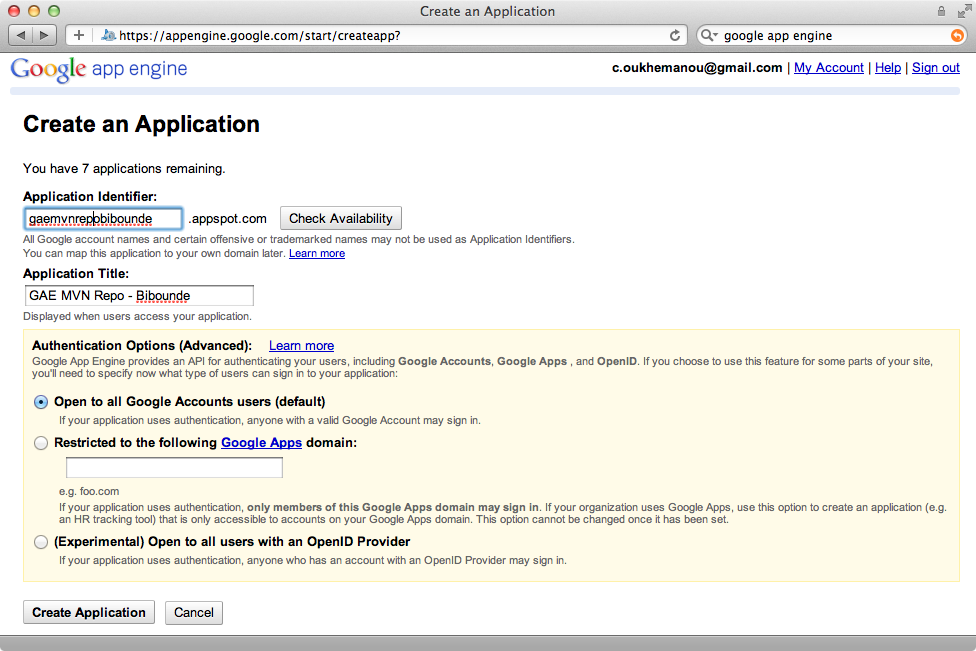 Create an Application
https://appengine.google.com/start/createapp?
google app engine
Google app engine
c.oukhemanou@gmail.com | My Account | Help | Sign out
Create an Application
You have 7 applications remaining.
Application Identifier:
gaemvnrepobibounde .appspot.com Check Availability
All Google account names and certain offensive or trademarked names may not be used as Application Identifiers.
You can map this application to your own domain later. Learn more
Application Title:
GAE MVN Repo - Bibounde
Displayed when users access your application.
Authentication Options (Advanced): Learn more
Google App Engine provides an API for authenticating your users, including Google Accounts, Google Apps , and OpenID. If you choose to use this feature for some parts of your site,
you'll need to specify now what type of users can sign in to your application:
Open to all Google Accounts users (default)
If your application uses authentication, anyone with a valid Google Account may sign in.
Restricted to the following Google Apps domain:
e.g. foo.com
If your application uses authentication, only members of this Google Apps domain may sign in. If your organization uses Google Apps, use this option to create an application (e.g.
an HR tracking tool) that is only accessible to accounts on your Google Apps domain. This option cannot be changed once it has been set.
(Experimental) Open to all users with an OpenID Provider
If your application uses authentication, anyone who has an account with an OpenID Provider may sign in.
Create Application Cancel